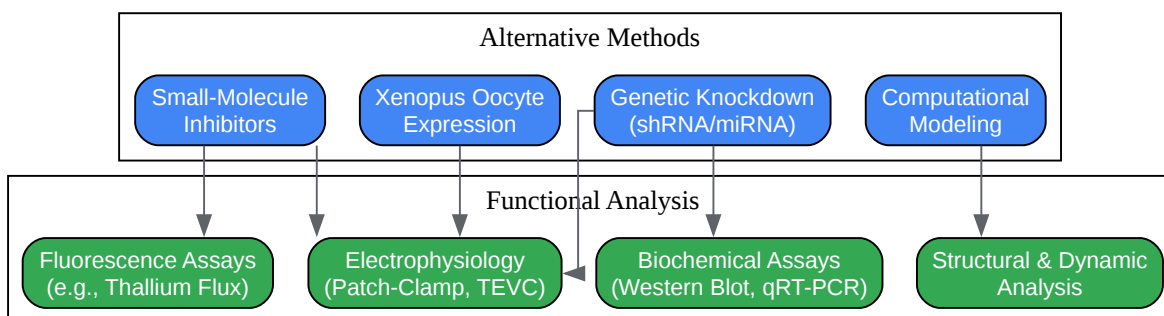 Alternative Methods
Small-Molecule
Inhibitors
Xenopus Oocyte
Expression
Genetic Knockdown
(shRNA/miRNA)
Computational
Modeling
Functional Analysis
Fluorescence Assays
(e.g., Thallium Flux)
Electrophysiology
(Patch-Clamp, TEVC)
Biochemical Assays
(Western Blot, qRT-PCR)
Structural & Dynamic
Analysis